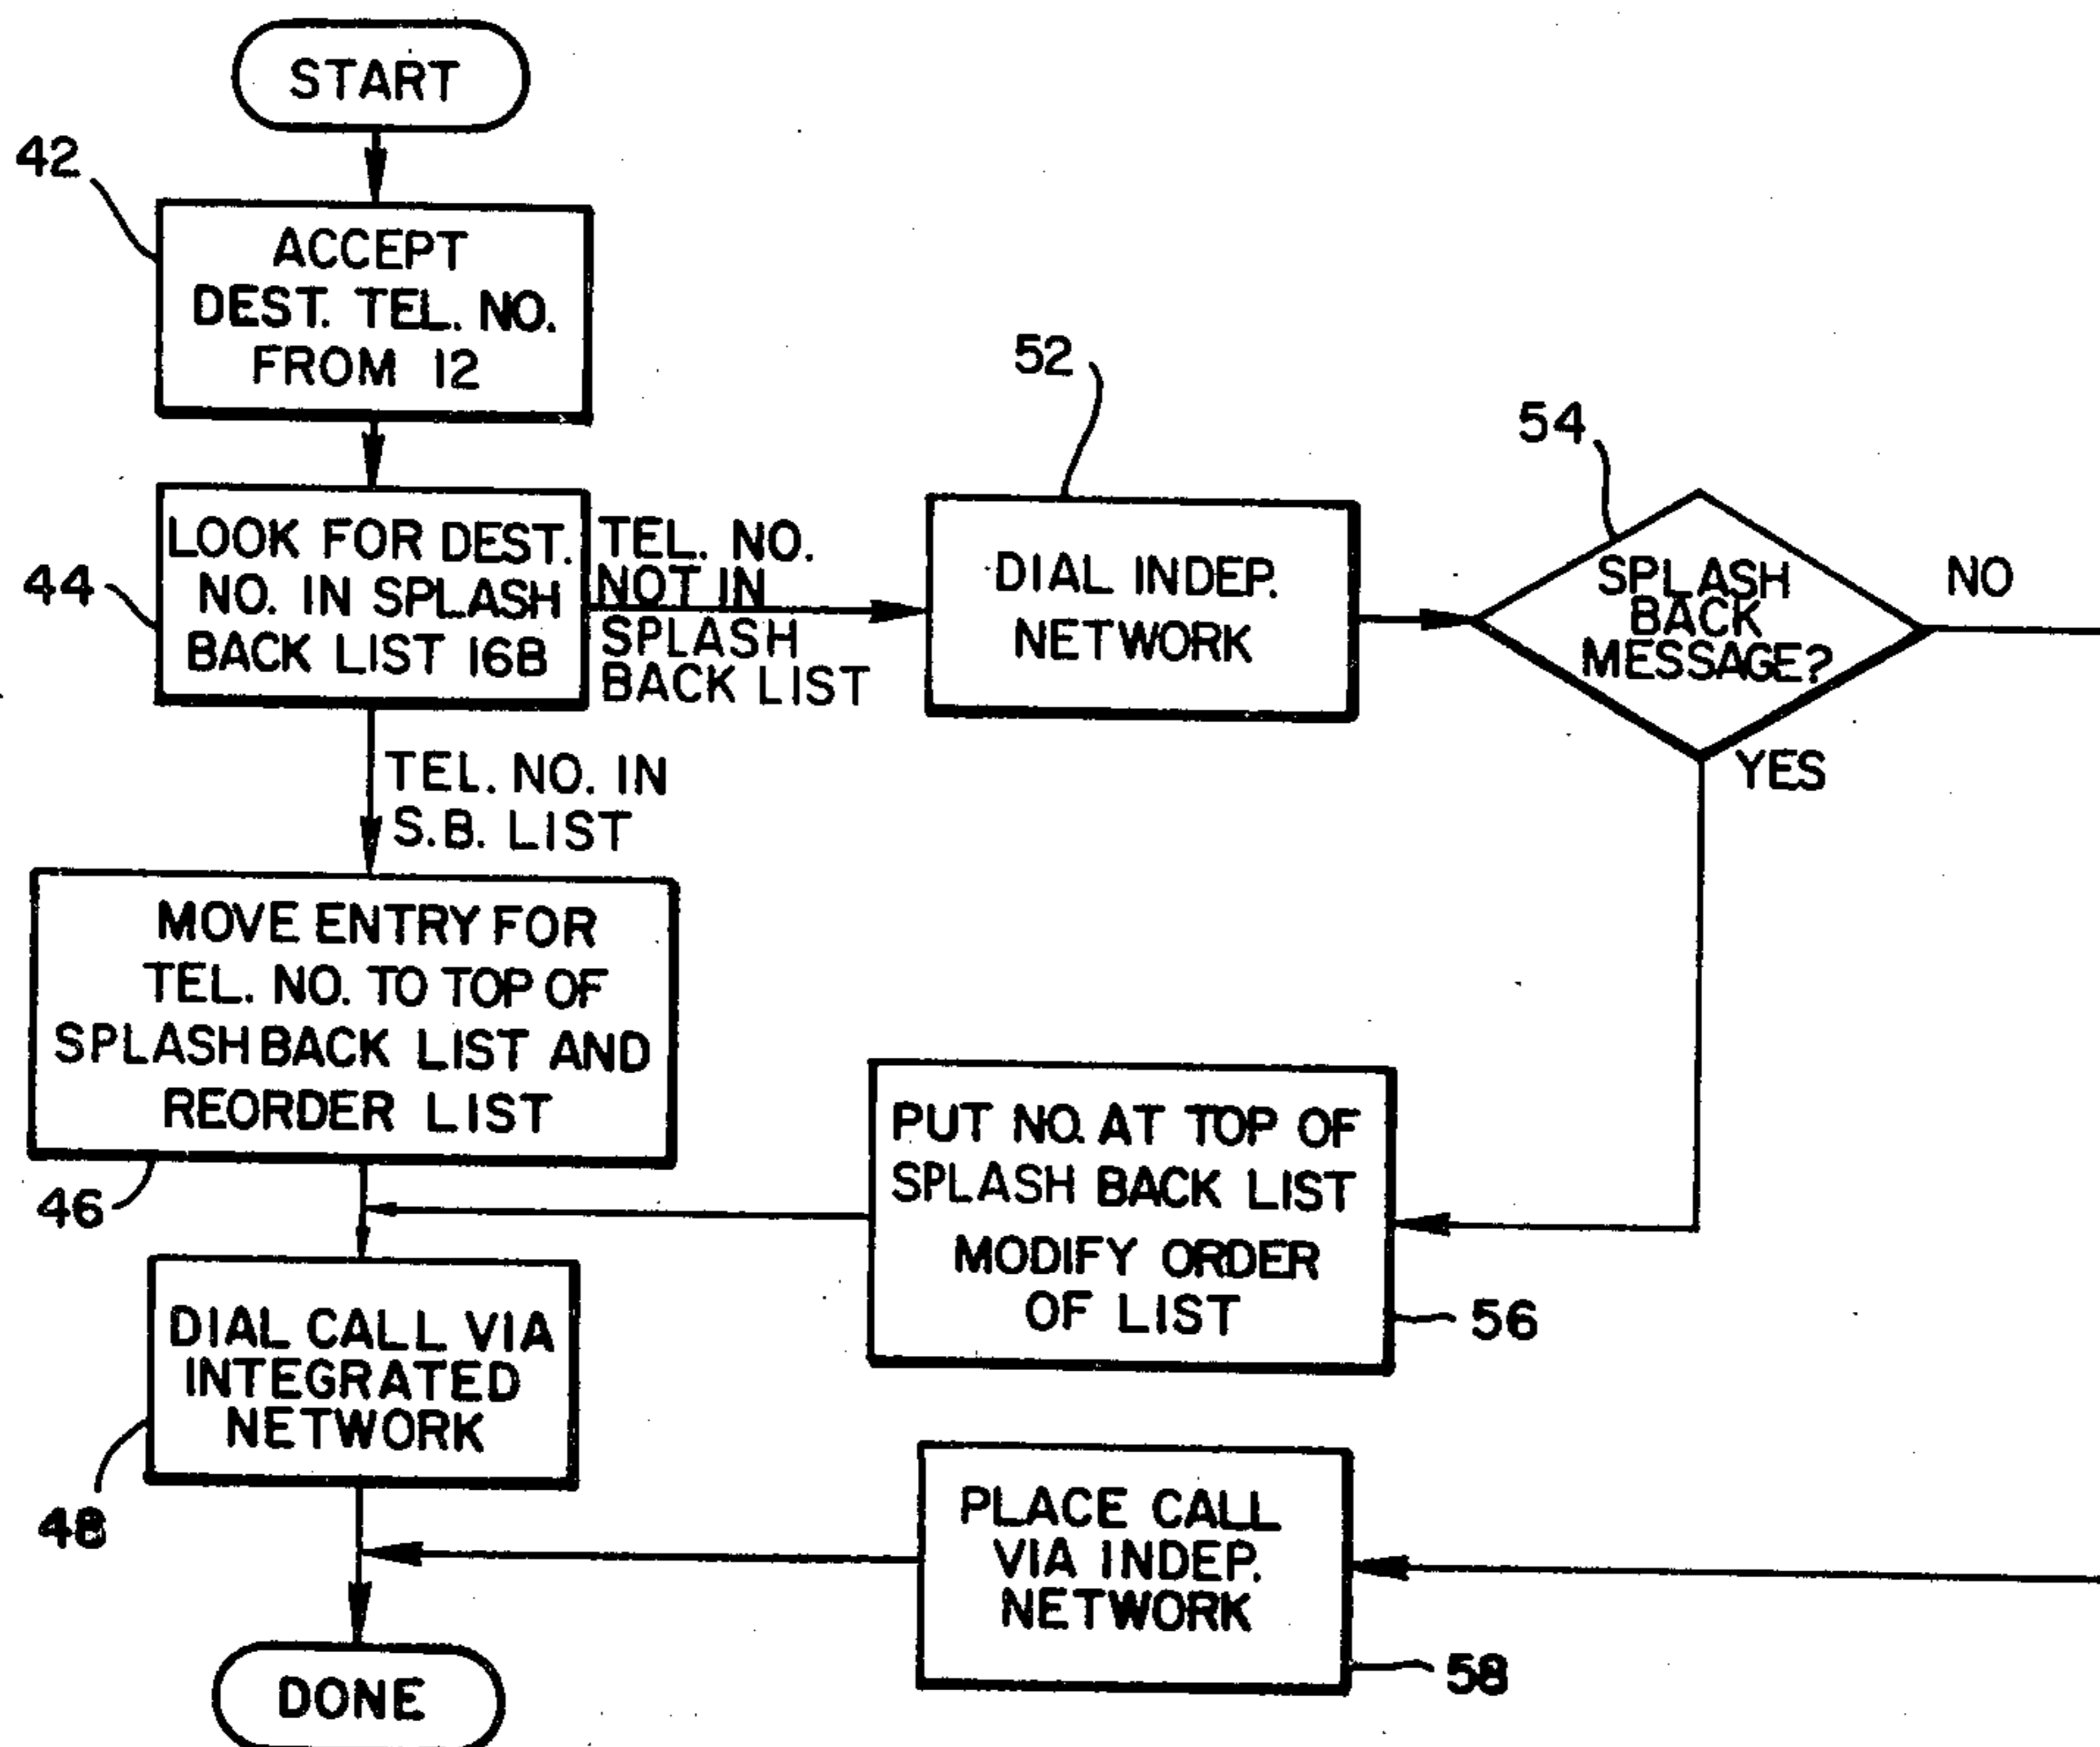 START
42
ACCEPT
DEST. TEL. NO.
FROM 12
44
LOOK FOR DEST.
NO. IN SPLASH
BACK LIST 16B
TEL. NO.
NOT IN
SPLASH
BACK LIST
52
DIAL INDEP.
NETWORK
54
SPLASH
BACK
MESSAGE?
NO
YES
TEL. NO. IN
S.B. LIST
MOVE ENTRY FOR
TEL. NO. TO TOP OF
SPLASH BACK LIST AND
REORDER LIST
46
PUT NO. AT TOP OF
SPLASH BACK LIST
MODIFY ORDER
OF LIST
56
DIAL CALL VIA
INTEGRATED
NETWORK
48
PLACE CALL
VIA INDEP.
NETWORK
58
DONE